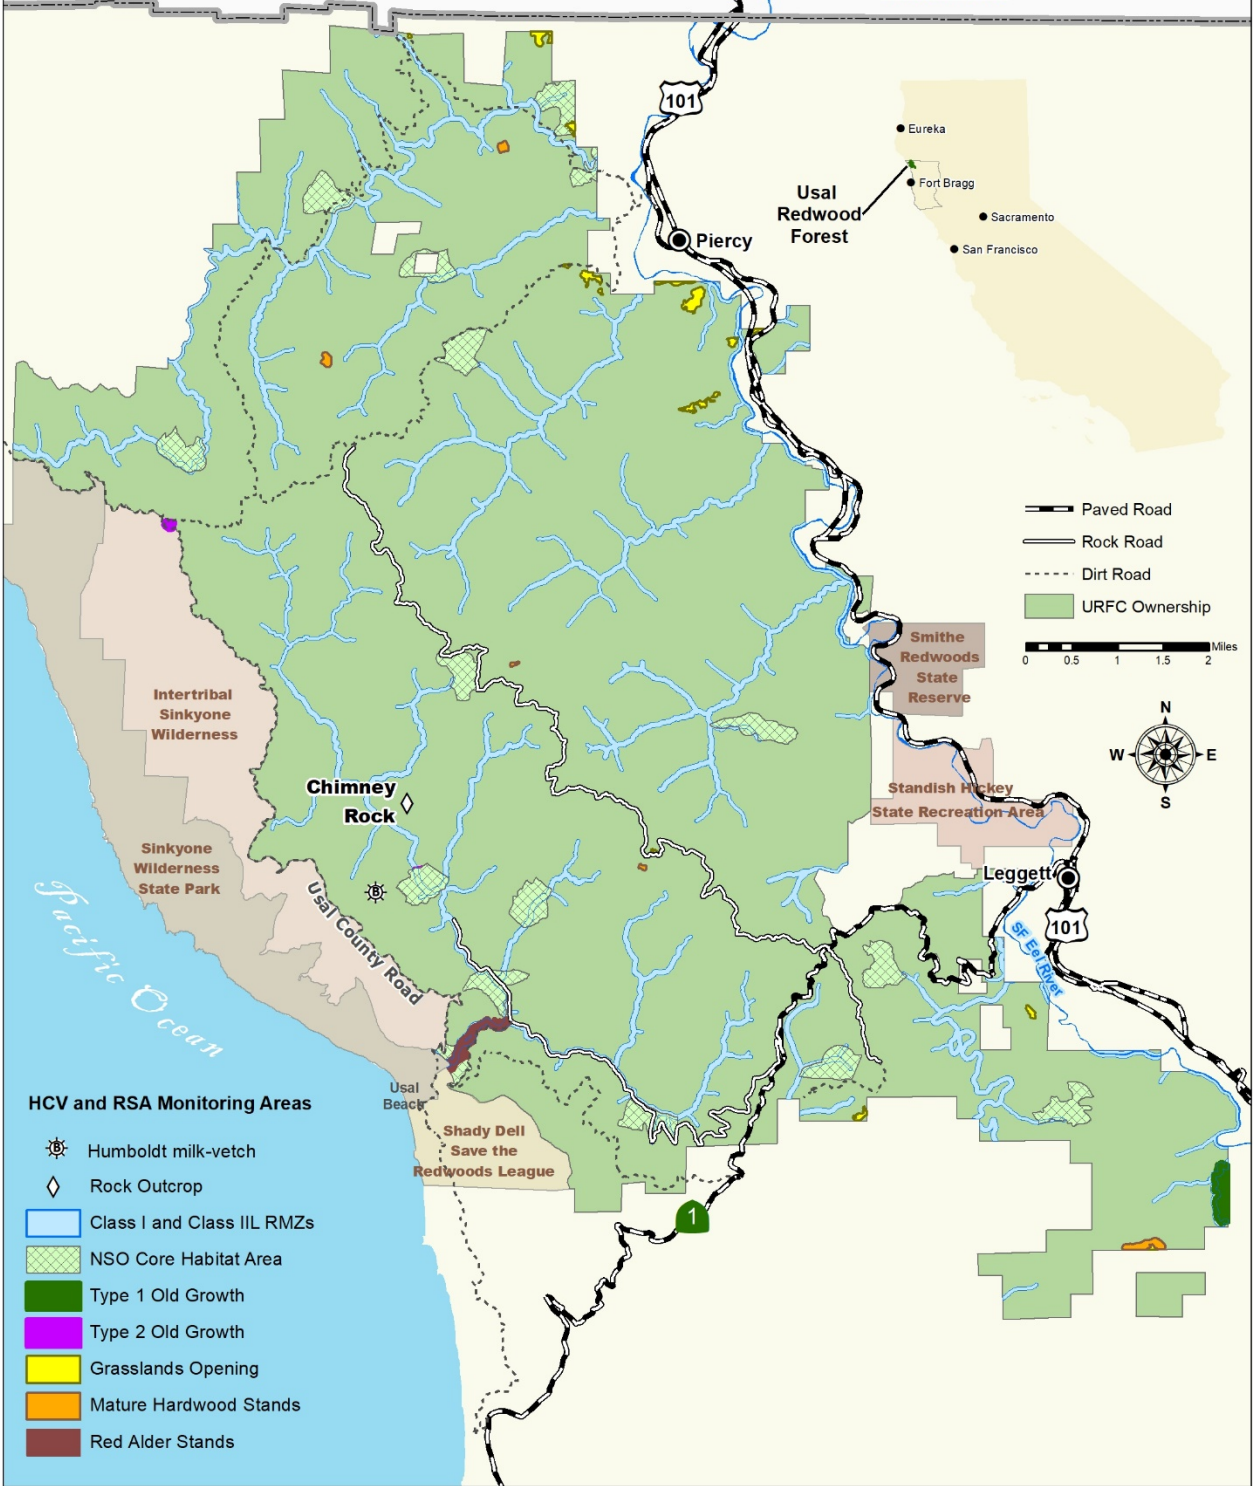 101
Eureka
Fort Bragg
Sacramento
San Francisco
Usal
Redwood
Forest
Piercy
Paved Road
Rock Road
Dirt Road
URFC Ownership
Miles
0 0.5 1 1.5 2
Smithe
Redwoods
State
Reserve
N
W E
S
Intertribal
Sinkyone
Wilderness
Chimney
Rock
Standish Hickey
State Recreation Area
Sinkyone
Wilderness
State Park
Leggett
B
Usal County Road
101
SF Eel River
Pacific Ocean
Usal
Beach
Shady Dell
Save the
Redwoods League
1
HCV and RSA Monitoring Areas
B Humboldt milk-vetch
Rock Outcrop
Class I and Class IIL RMZs
NSO Core Habitat Area
Type 1 Old Growth
Type 2 Old Growth
Grasslands Opening
Mature Hardwood Stands
Red Alder Stands